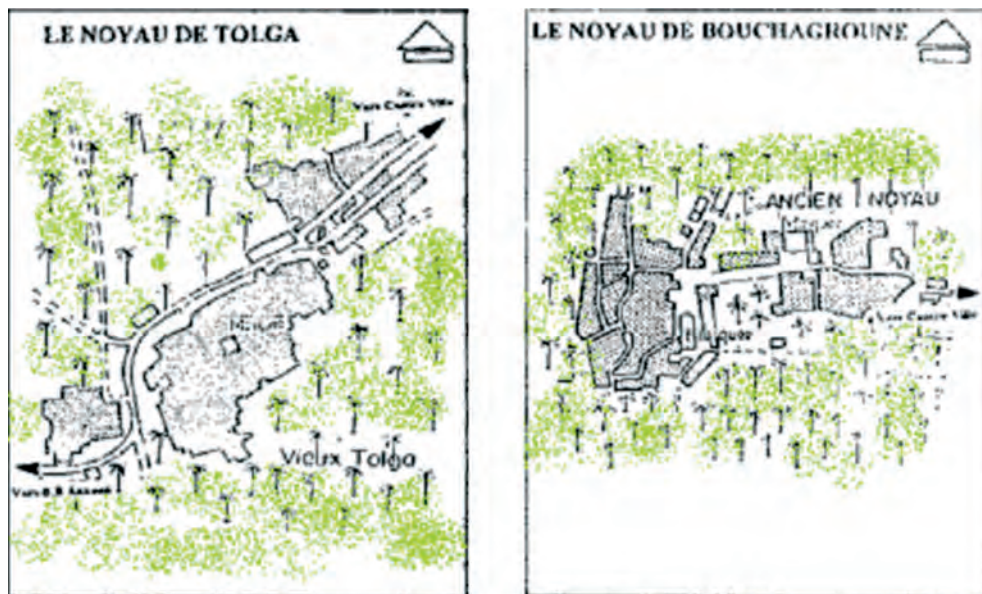 LE NOYAU DE TOLGA
Vers Centre Ville
Vieux Tolga
LE NOYAU DE BOUCHAGROUNE
ANCIEN NOYAU
Vers Centre Ville